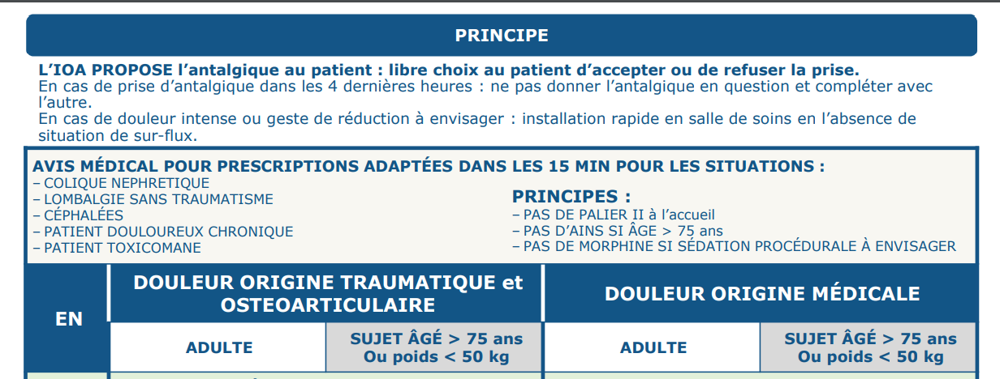 PRINCIPE
L’IOA PROPOSE l’antalgique au patient : libre choix au patient d’accepter ou de refuser la prise.
En cas de prise d’antalgique dans les 4 dernières heures : ne pas donner l’antalgique en question et compléter avec
l’autre.
En cas de douleur intense ou geste de réduction à envisager : installation rapide en salle de soins en l’absence de
situation de sur-flux.
AVIS MÉDICAL POUR PRESCRIPTIONS ADAPTÉES DANS LES 15 MIN POUR LES SITUATIONS :
– COLIQUE NEPHRETIQUE
– LOMBALGIE SANS TRAUMATISME
– CÉPHALÉES
– PATIENT DOULOUREUX CHRONIQUE
– PATIENT TOXICOMANE
PRINCIPES :
– PAS DE PALIER II à l’accueil
– PAS D’AINS SI ÂGE > 75 ans
– PAS DE MORPHINE SI SÉDATION PROCÉDURALE À ENVISAGER
EN
DOULEUR ORIGINE TRAUMATIQUE et
OSTEOARTICULAIRE
DOULEUR ORIGINE MÉDICALE
ADULTE
SUJET ÂGÉ > 75 ans
Ou poids < 50 kg
ADULTE
SUJET ÂGÉ > 75 ans
Ou poids < 50 kg